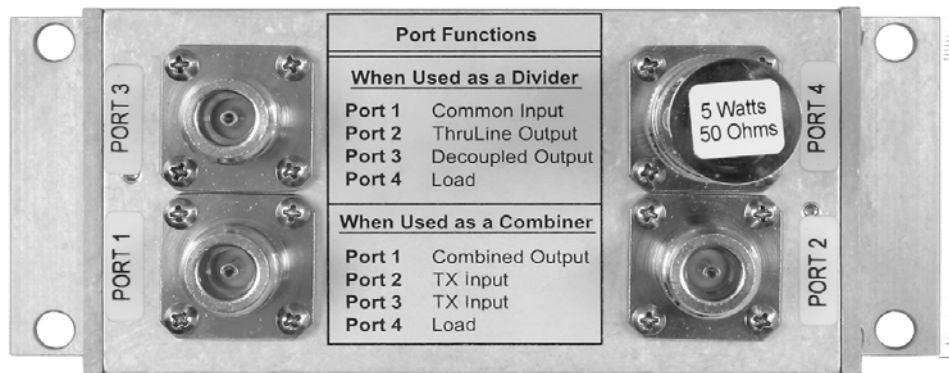 Port Functions
When Used as a Divider
Port 1 Common Input
Port 2 ThruLine Output
Port 3 Decoupled Output
Port 4 Load
When Used as a Combiner
Port 1 Combined Output
Port 2 TX Input
Port 3 TX Input
Port 4 Load
PORT 3
PORT 1
5 Watts
50 Ohms
PORT 4
PORT 2